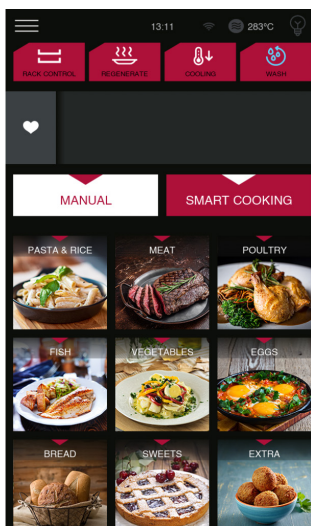 13:11
283°C
RACK CONTROL
REGENERATE
COOLING
WASH
MANUAL
SMART COOKING
PASTA & RICE
MEAT
POULTRY
FISH
VEGETABLES
EGGS
BREAD
SWEETS
EXTRA